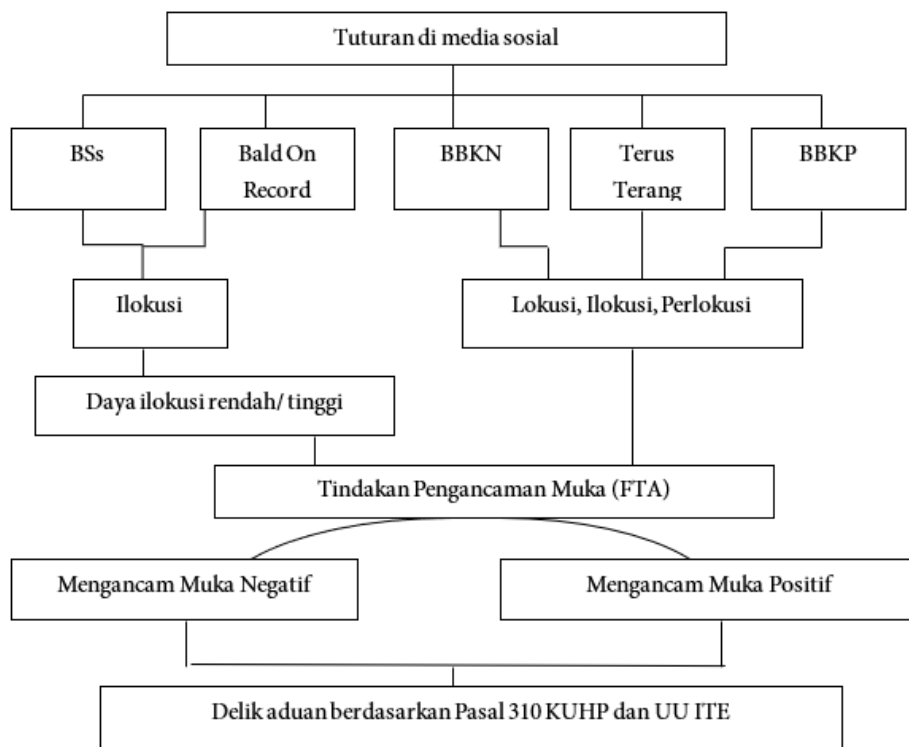 Tuturan di media sosial
BSs
Bald On
Record
BBKN
Terus
Terang
BBKP
Ilokusi
Lokusi, Ilokusi, Perlokusi
Daya ilokusi rendah/ tinggi
Tindakan Pengancaman Muka (FTA)
Mengancam Muka Negatif
Mengancam Muka Positif
Delik aduan berdasarkan Pasal 310 KUHP dan UU ITE